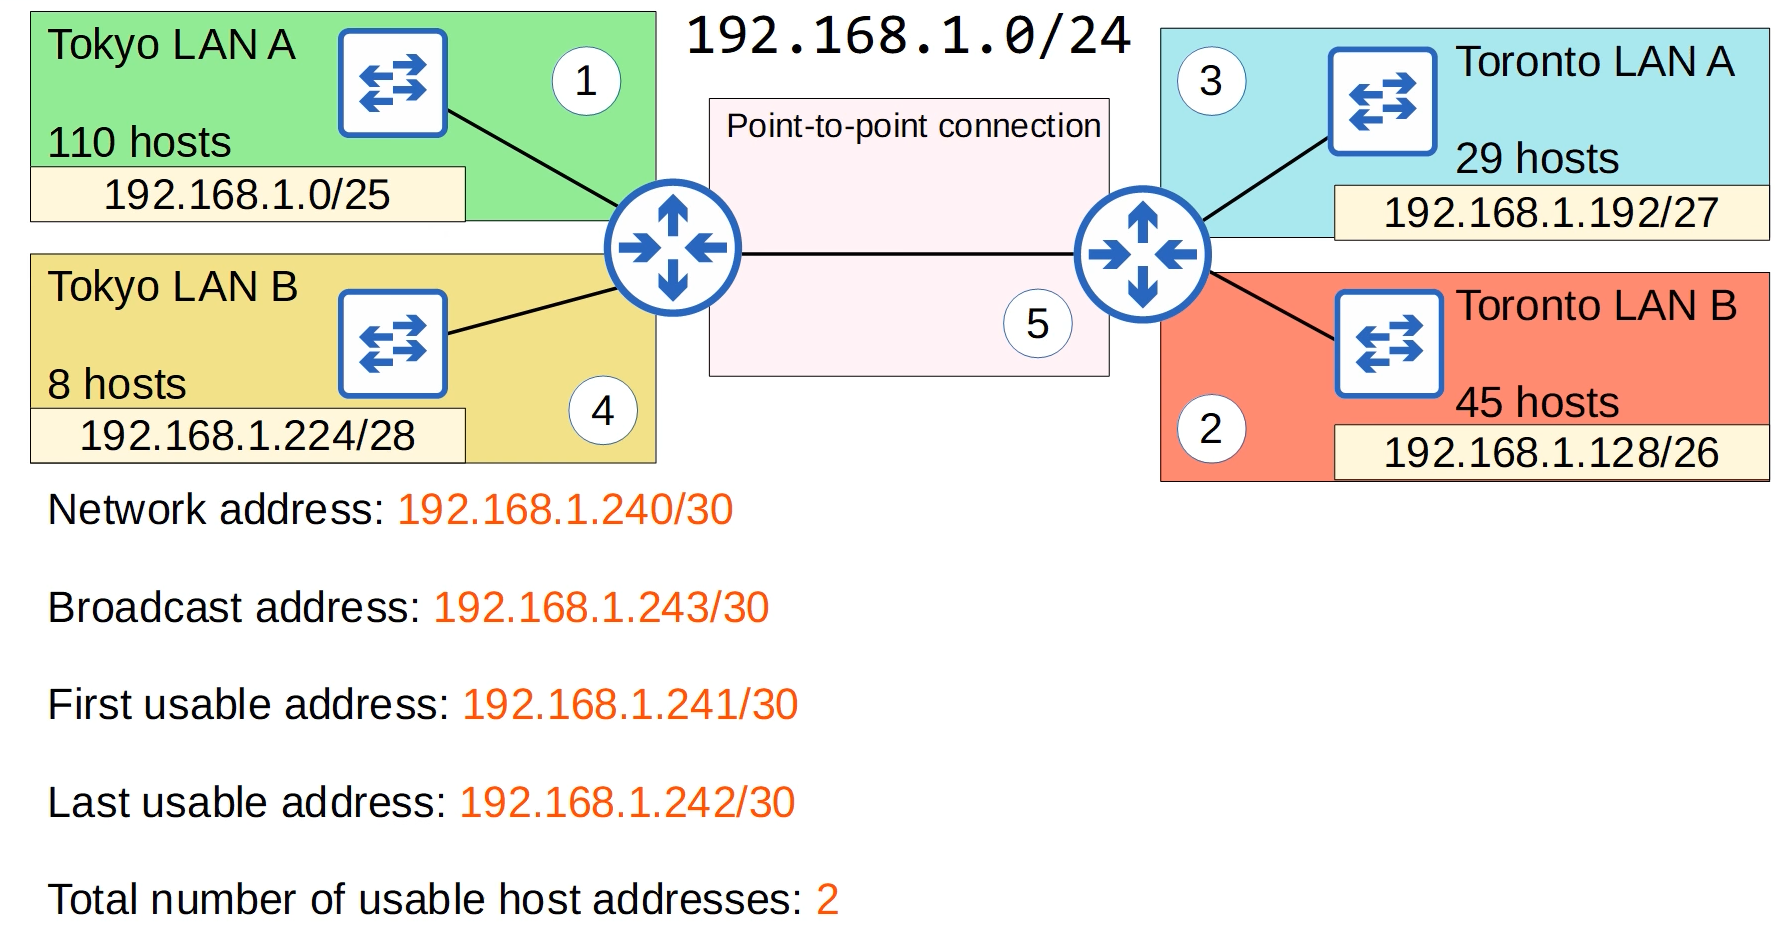 192.168.1.0/24
Tokyo LAN A
1
110 hosts
192.168.1.0/25
Tokyo LAN B
8 hosts
4
192.168.1.224/28
Point-to-point connection
5
3
Toronto LAN A
29 hosts
192.168.1.192/27
Toronto LAN B
2
45 hosts
192.168.1.128/26
Network address: 192.168.1.240/30
Broadcast address: 192.168.1.243/30
First usable address: 192.168.1.241/30
Last usable address: 192.168.1.242/30
Total number of usable host addresses: 2